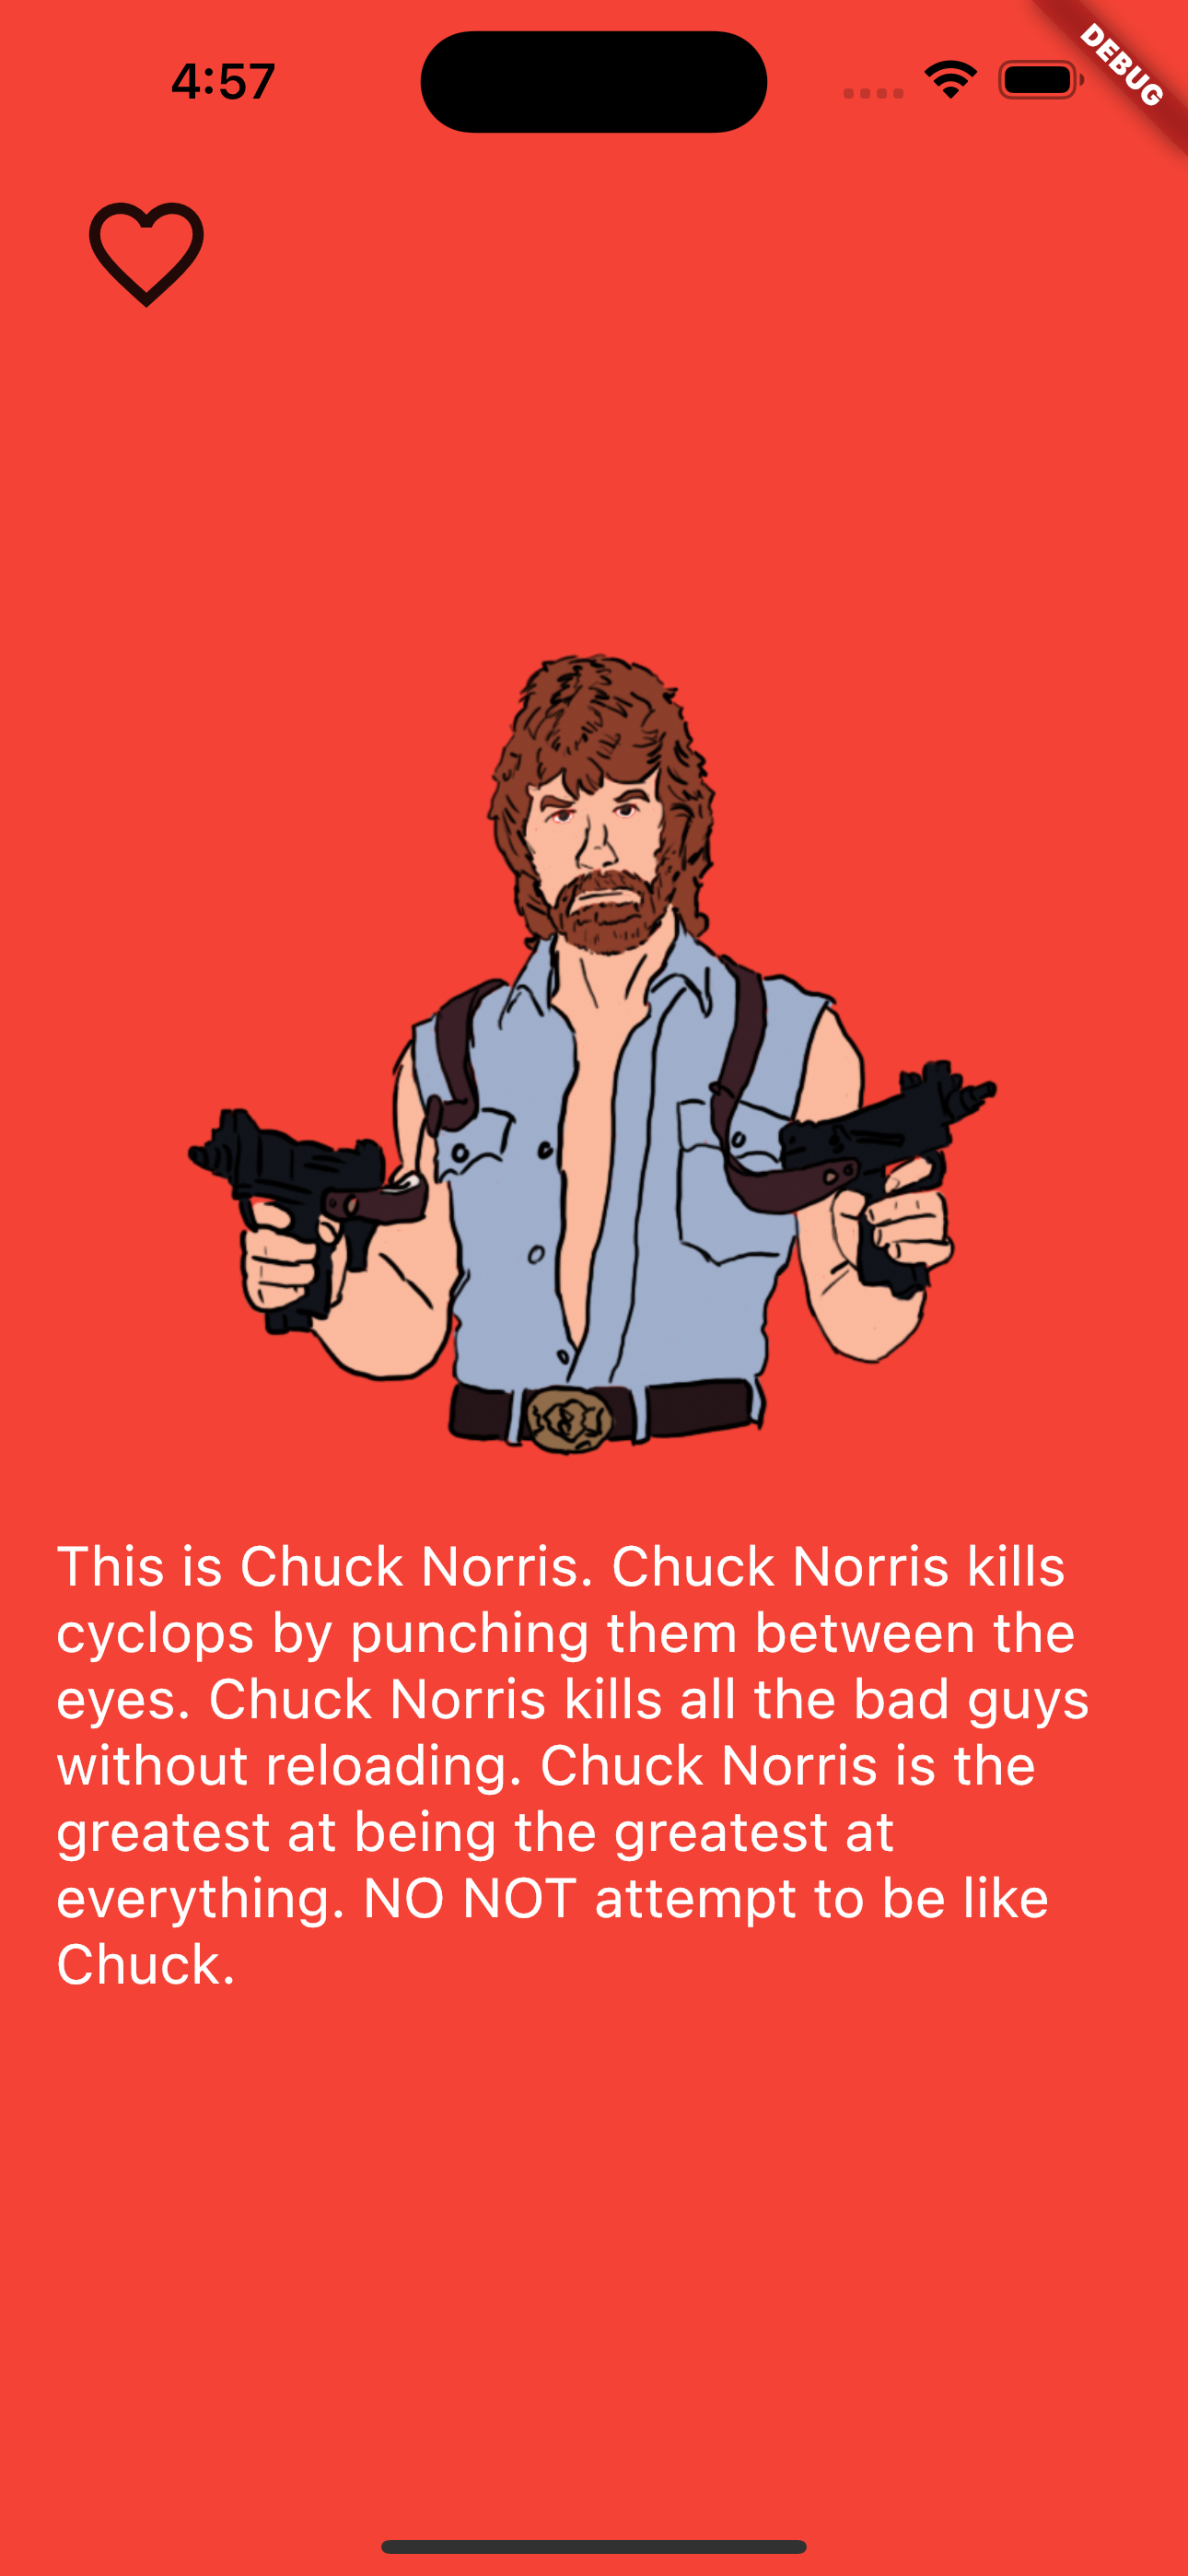 4:57
DEBUG
This is Chuck Norris. Chuck Norris kills
cyclops by punching them between the
eyes. Chuck Norris kills all the bad guys
without reloading. Chuck Norris is the
greatest at being the greatest at
everything. NO NOT attempt to be like
Chuck.